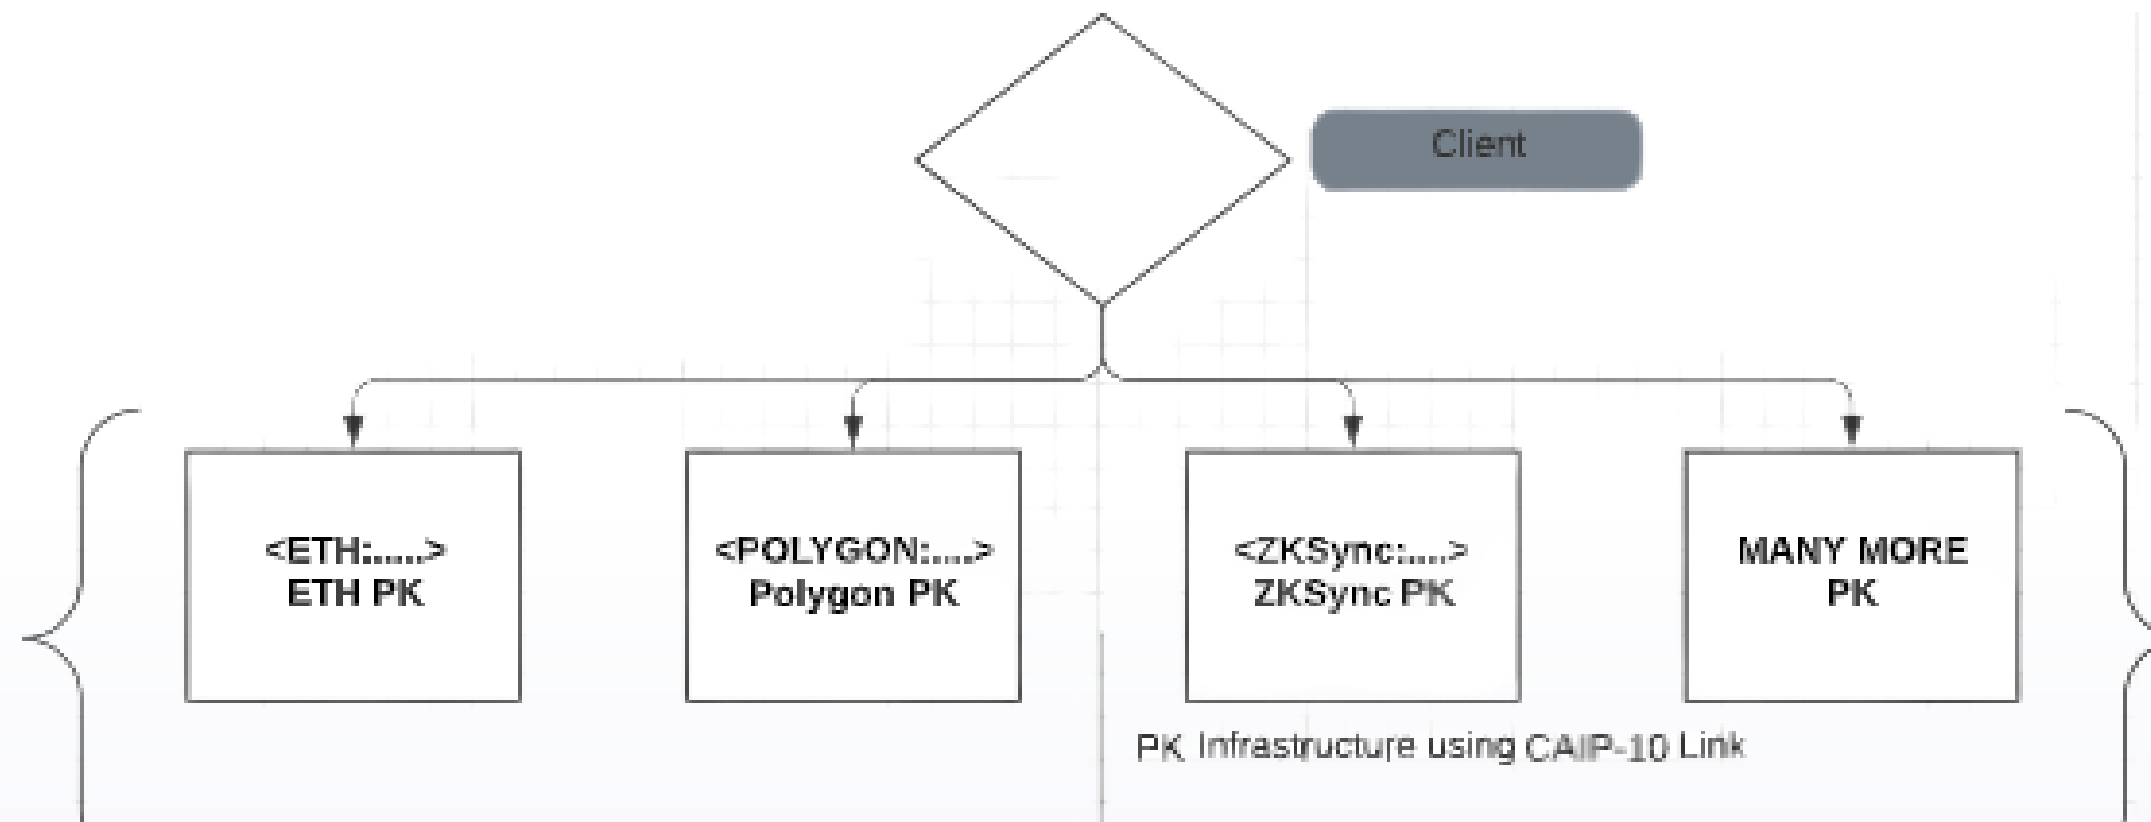 Client
<ETH:.....>
ETH PK
<POLYGON:....>
Polygon PK
<ZKSync:....>
ZKSync PK
MANY MORE
PK
PK Infrastructure using CAIP-10 Link